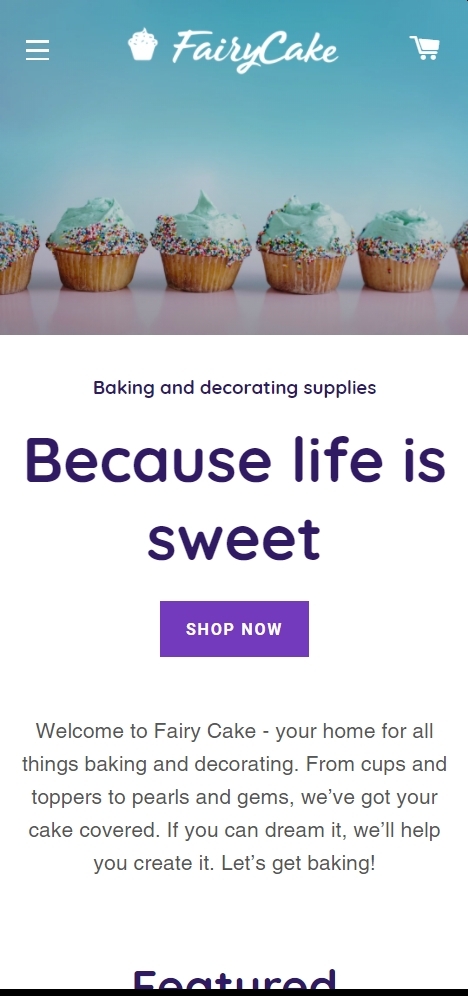 FairyCake
Baking and decorating supplies
Because life is
sweet
SHOP NOW
Welcome to Fairy Cake - your home for all
things baking and decorating. From cups and
toppers to pearls and gems, we’ve got your
cake covered. If you can dream it, we’ll help
you create it. Let’s get baking!
Featured